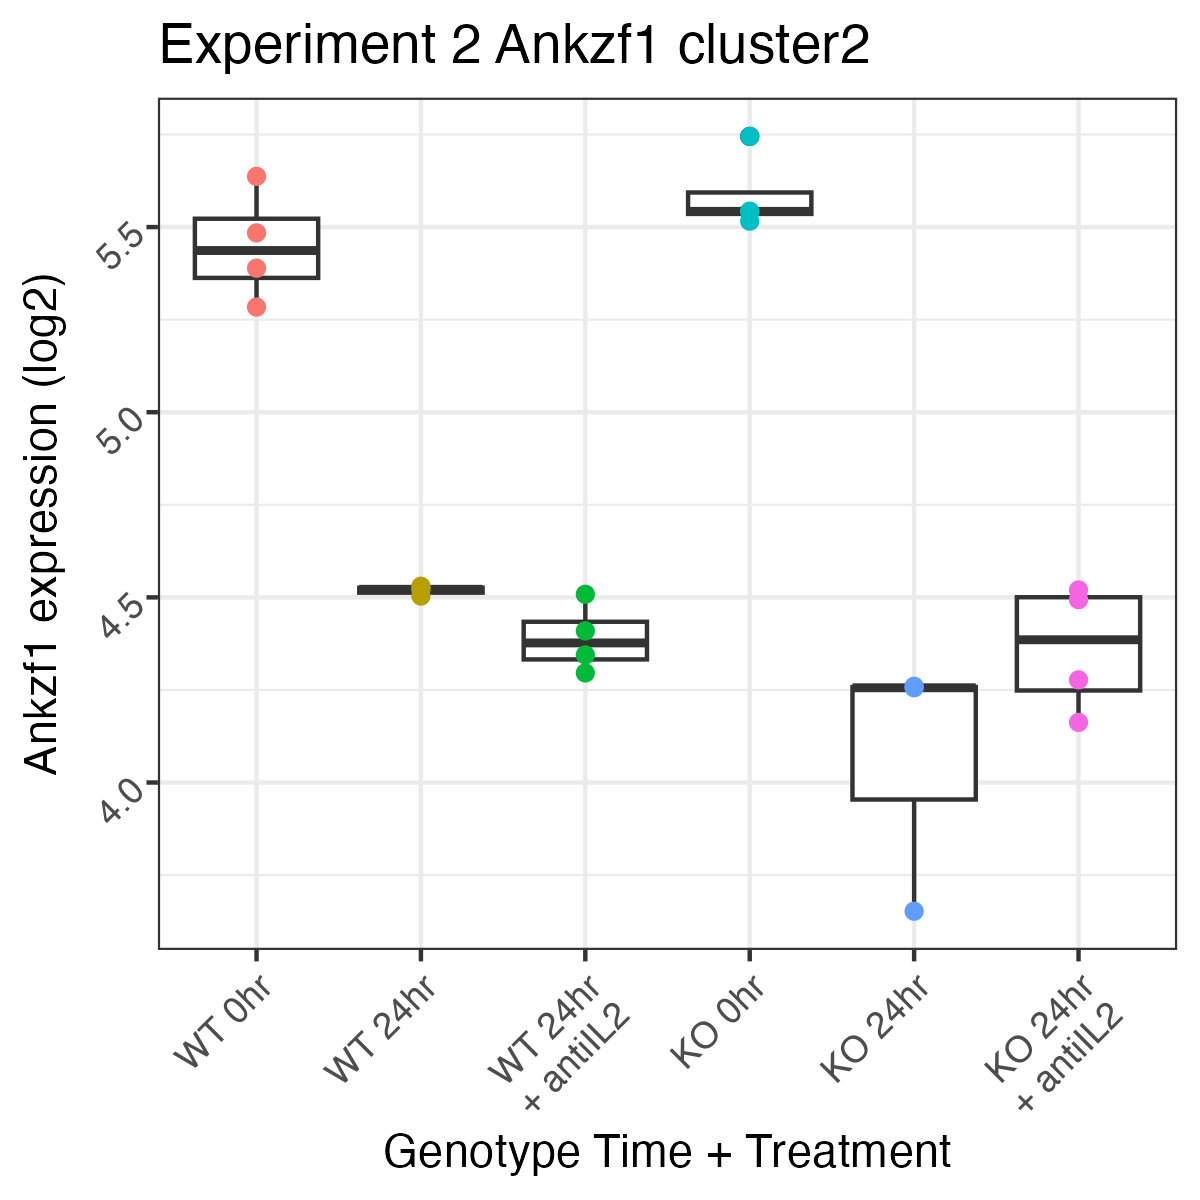 Experiment 2 Ankzf1 cluster2
Ankzf1 expression (log2)
5.5
5.0
4.5
4.0
WT 0hr
WT 24hr
WT 24hr
+ antiIL2
KO 0hr
KO 24hr
KO 24hr
+ antiIL2
Genotype Time + Treatment